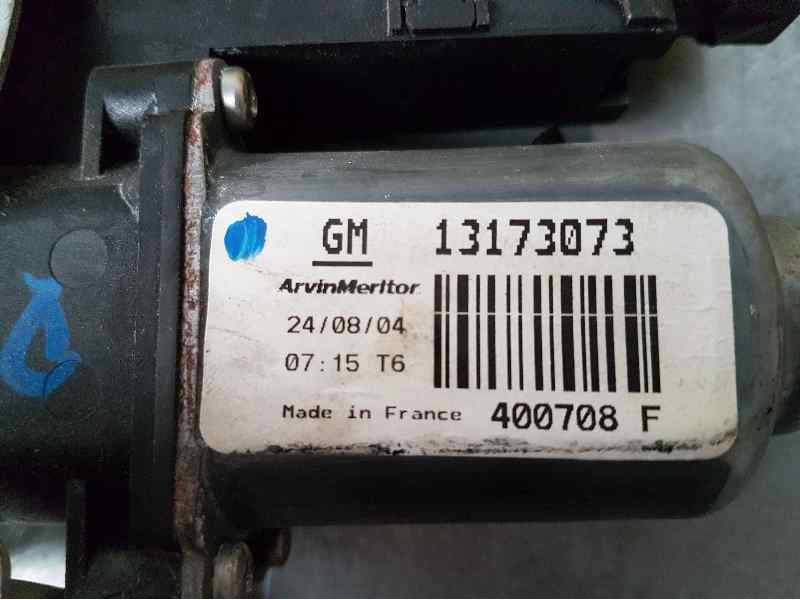 GM 13173073
ArvinMeritor
24/08/04
07:15 T6
Made in France 400708 F